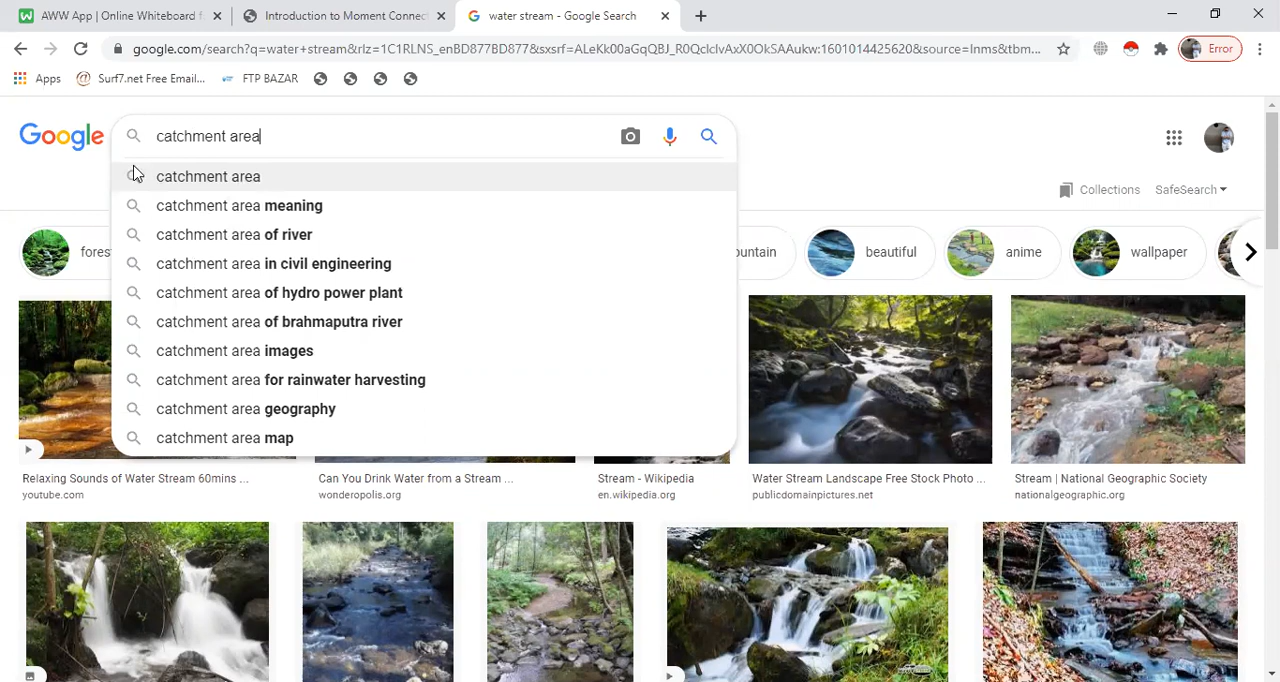 AWW App | Online Whiteboard f
Introduction to Moment Connect
water stream - Google Search
google.com/search?q=water+stream&rlz=1C1RLNS_enBD877BD877&sxsrf=ALeKk00aGqQBJ_R0QclclvAxX0OkSAAukw:1601014425620&source=lnms&tbm...
Error
Apps
Surf7.net Free Email...
FTP BAZAR
Google
catchment area
Collections
SafeSearch
catchment area
catchment area meaning
catchment area of river
catchment area in civil engineering
catchment area of hydro power plant
catchment area of brahmaputra river
catchment area images
catchment area for rainwater harvesting
catchment area geography
catchment area map
fores
ountain
beautiful
anime
wallpaper
Relaxing Sounds of Water Stream 60mins ...
youtube.com
Can You Drink Water from a Stream ...
wonderopolis.org
Stream - Wikipedia
en.wikipedia.org
Water Stream Landscape Free Stock Photo ...
publicdomainpictures.net
Stream | National Geographic Society
nationalgeographic.org